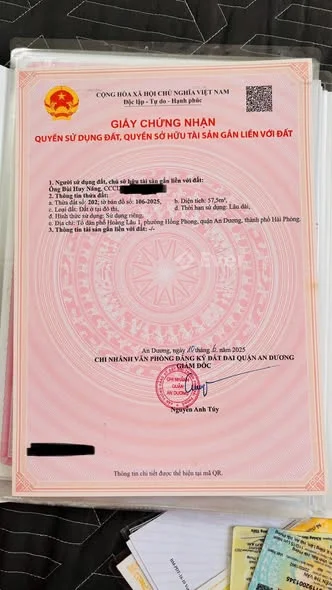 CỘNG HÒA XÃ HỘI CHỦ NGHĨA VIỆT NAM
Độc lập - Tự do - Hạnh phúc
GIẤY CHỨNG NHẬN
QUYỀN SỬ DỤNG ĐẤT, QUYỀN SỞ HỮU TÀI SẢN GẮN LIỀN VỚI ĐẤT
1. Người sử dụng đất, chủ sở hữu tài sản gắn liền với đất:
Ông Bùi Huy Năng, CCCD
2. Thông tin thửa đất:
a. Thửa đất số: 202; tờ bản đồ số: 106-2025, b. Diện tích: 57,5m²,
c. Loại đất: Đất ở tại đô thị, d. Thời hạn sử dụng: Lâu dài,
đ. Hình thức sử dụng: Sử dụng riêng,
e. Địa chỉ: Tổ dân phố Hoàng Lâu 1, phường Hồng Phong, quận An Dương, thành phố Hải Phòng.
3. Thông tin tài sản gắn liền với đất: -/-
An Dương, ngày tháng năm 2025
CHI NHÁNH VĂN PHÒNG ĐĂNG KÝ ĐẤT ĐAI QUẬN AN DƯƠNG
GIÁM ĐỐC
CHI NHÁNH
QUẬN
AN DƯƠNG
Nguyễn Anh Túy
Thông tin chi tiết được thể hiện tại mã QR.